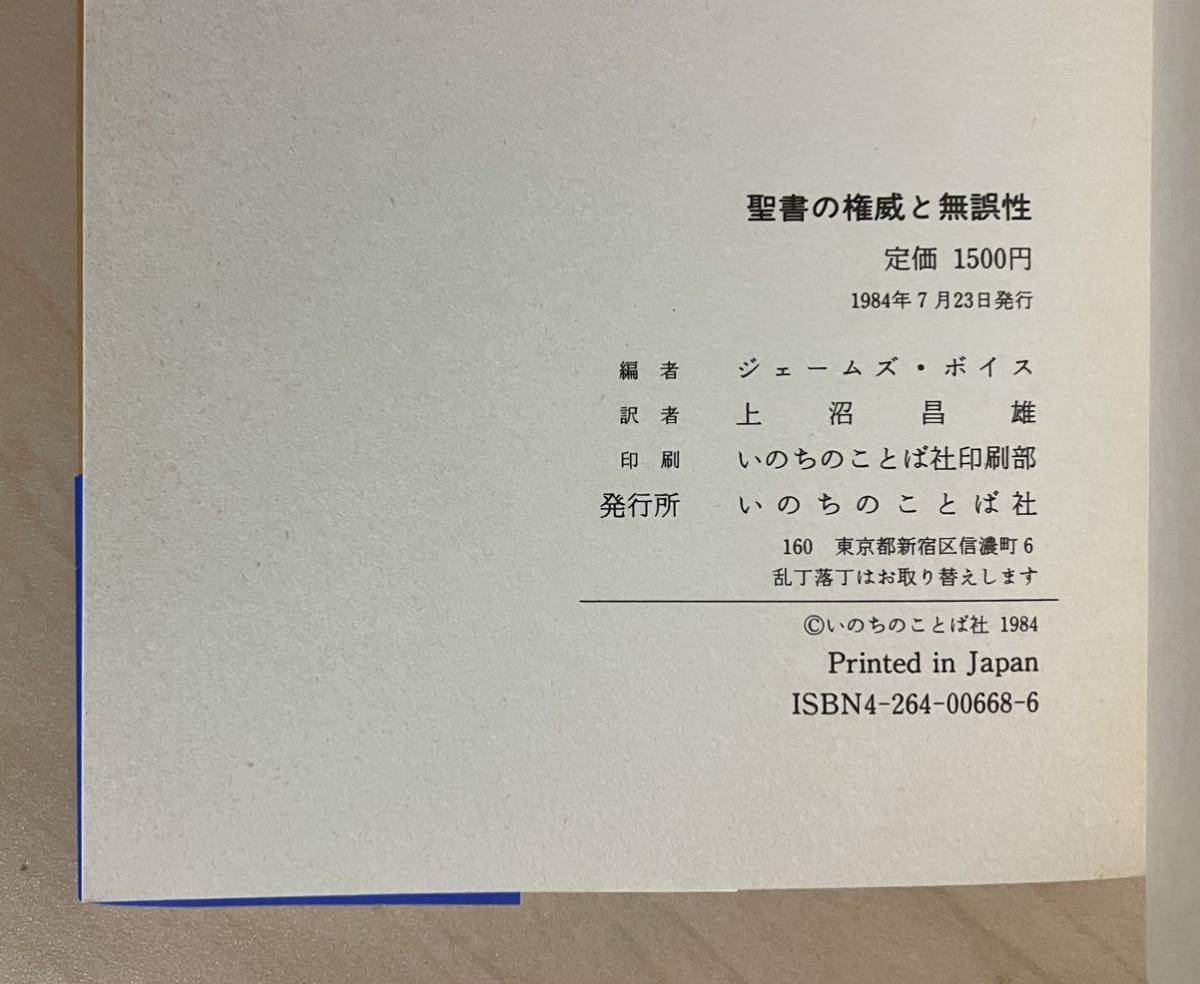 聖書の権威と無誤性
定価 1500円
1984年7月23日発行
編者 ジェームズ・ボイス
訳者 上沼昌雄
印刷 いのちのことば社印刷部
発行所 いのちのことば社
160 東京都新宿区信濃町6
乱丁落丁はお取り替えします
©いのちのことば社 1984
Printed in Japan
ISBN4-264-00668-6